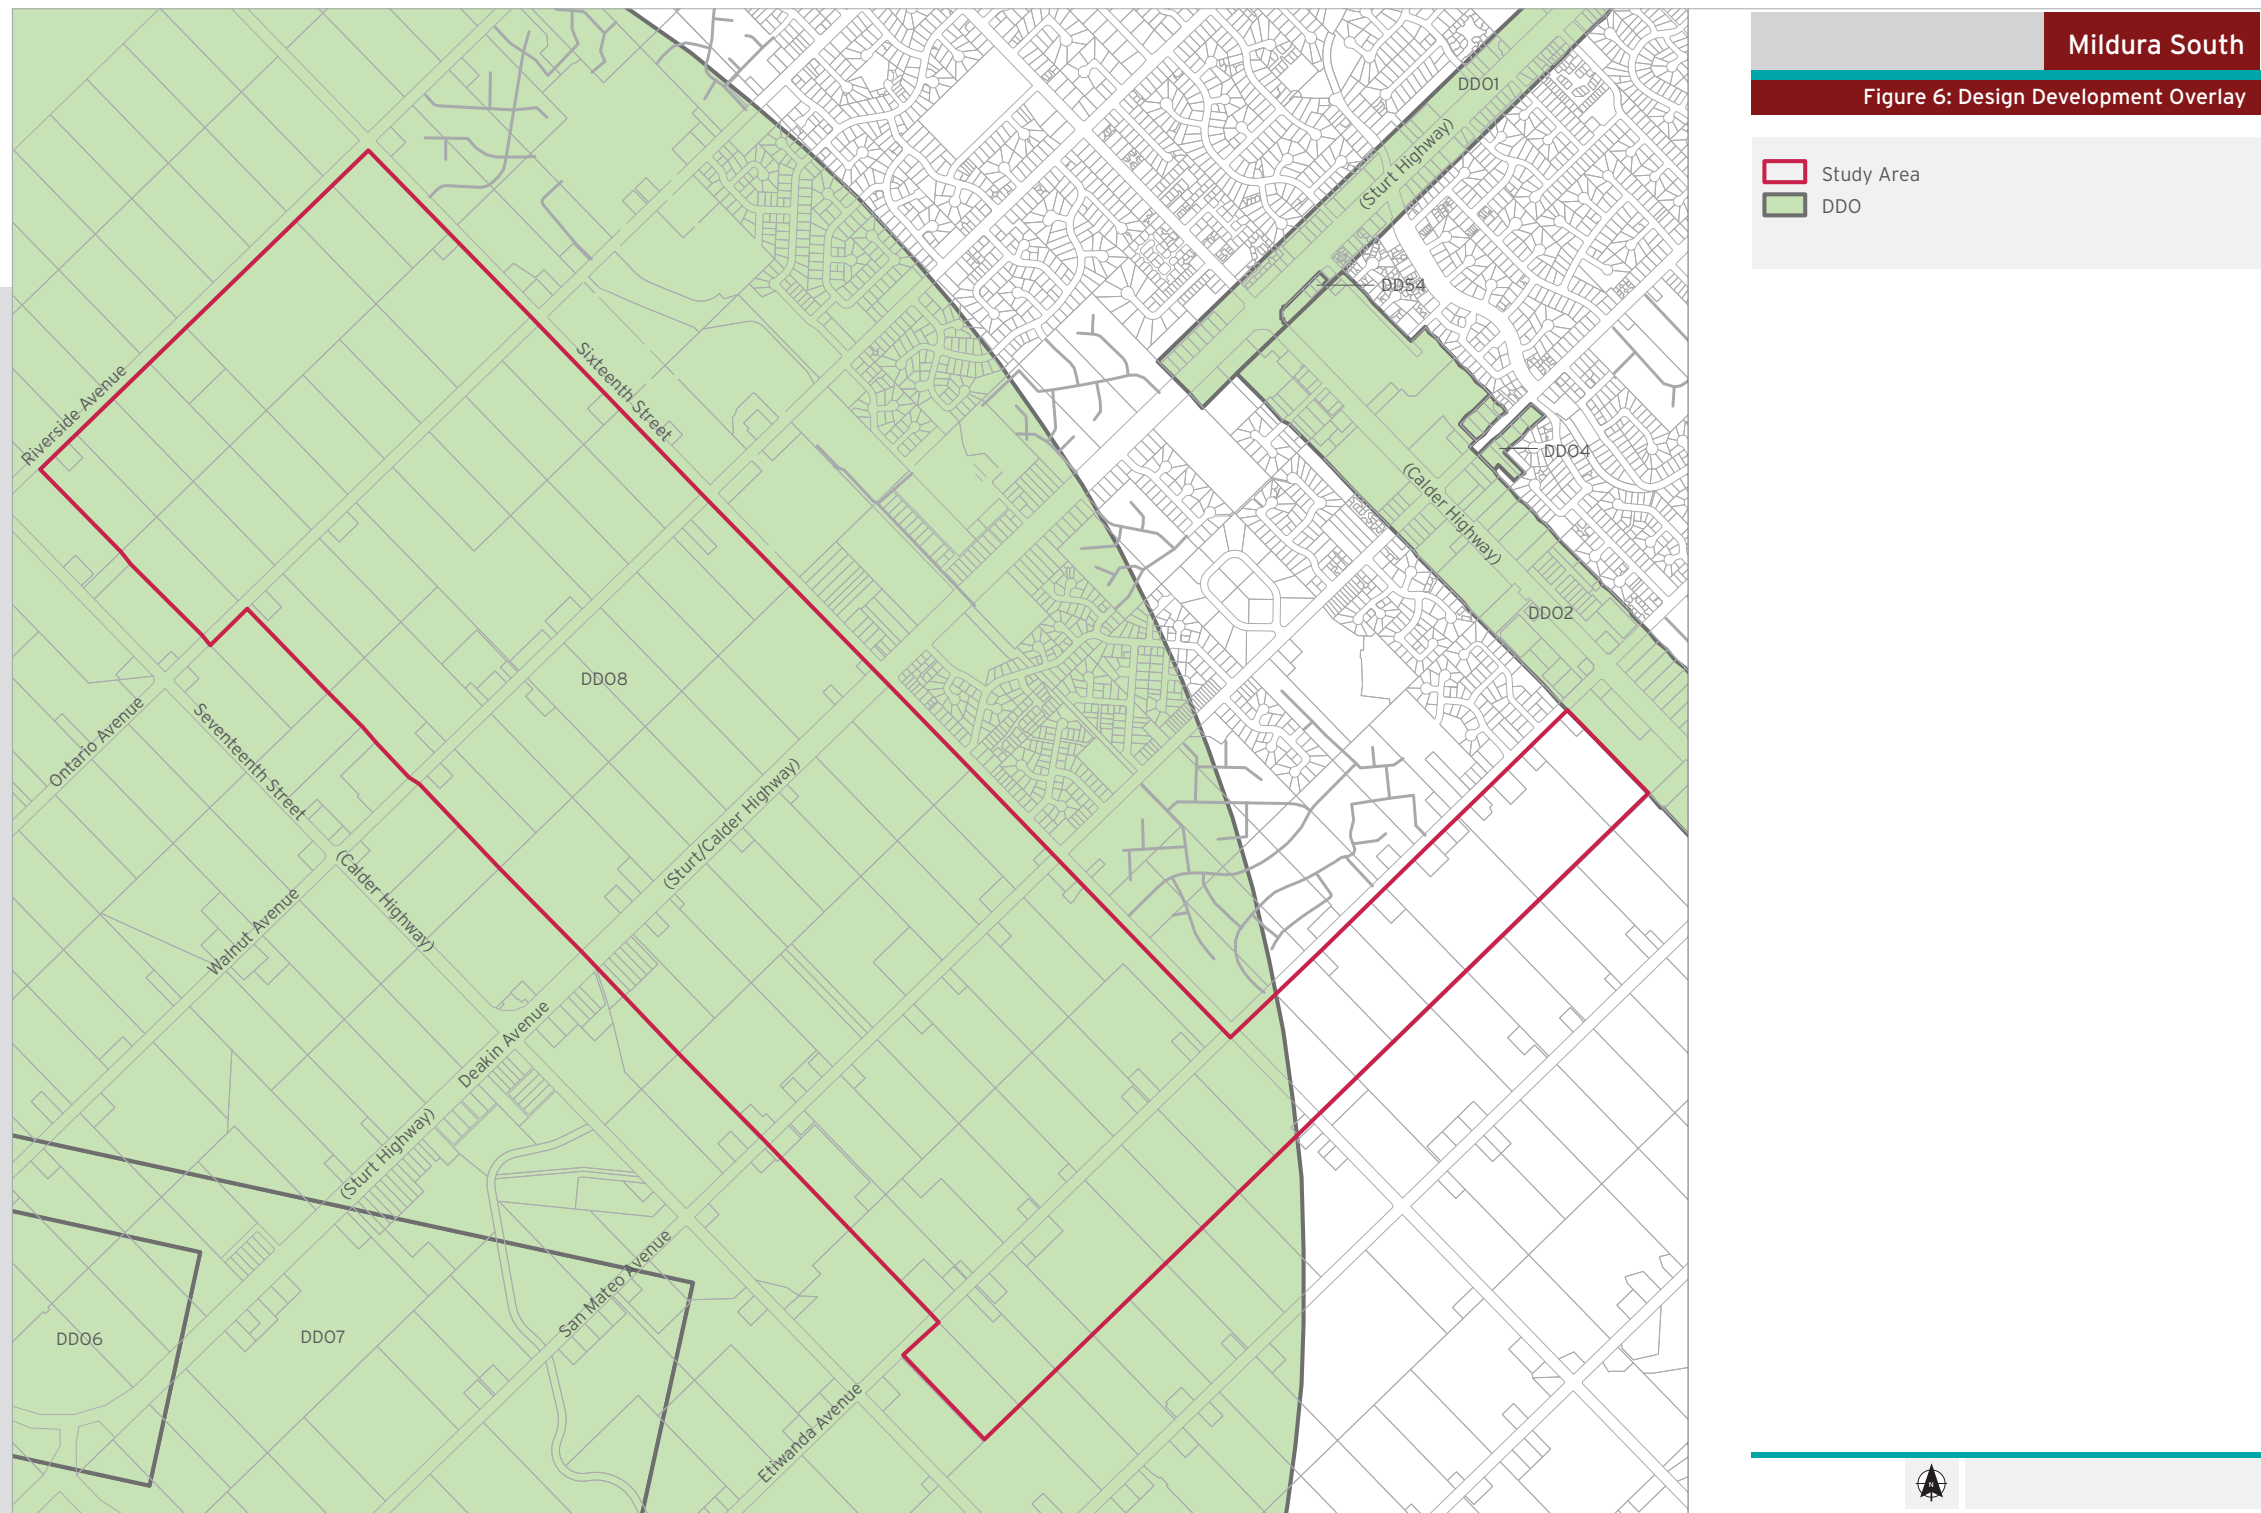 Mildura South
Figure 6: Design Development Overlay
Study Area
DDO
DDO1
(Sturt Highway)
DDS4
DDO4
(Calder Highway)
DDO2
Sixteenth Street
Riverside Avenue
DDO8
Ontario Avenue
Seventeenth Street
(Sturt/Calder Highway)
(Calder Highway)
Walnut Avenue
Deakin Avenue
(Sturt Highway)
San Mateo Avenue
DDO6
DDO7
Etiwanda Avenue
N